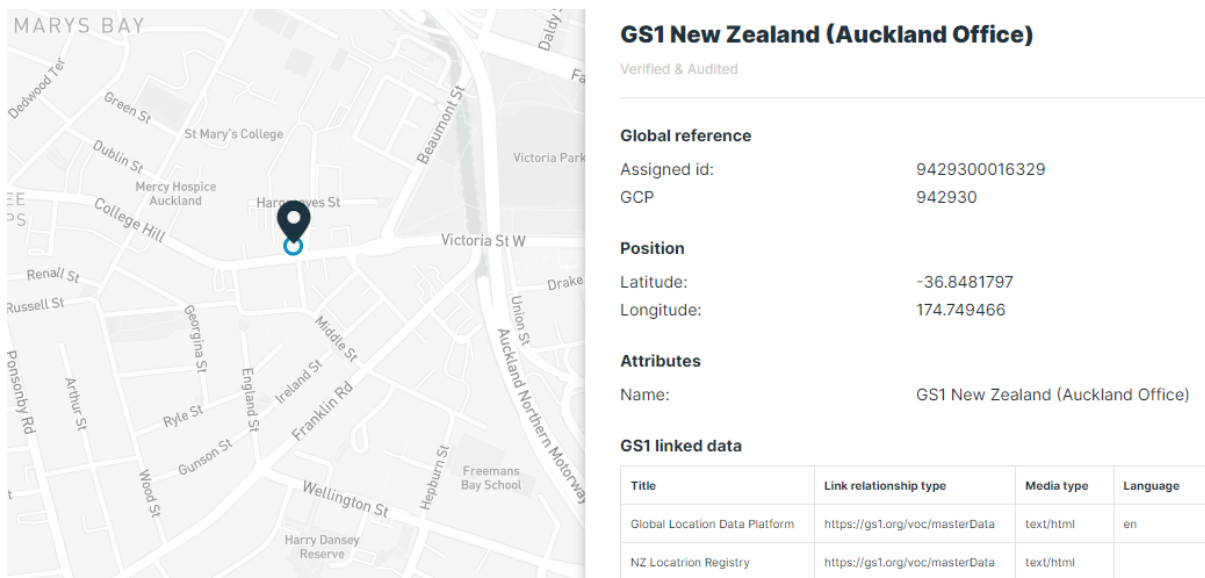 MARYS BAY
Daldy
Dedwood Ter
Green St
St Mary's College
Beaumont St
Dublin St
Victoria Park
Mercy Hospice
Auckland
Hargreaves St
College Hill
Victoria St W
Renall St
Drake
Russell St
Georgina St
Union St
Middle St
Ponsonby Rd
Arthur St
England St
Ireland St
Auckland Northern Motorway
Franklin Rd
Ryle St
Gunson St
Wood St
Hepburn St
Freemans
Bay School
Wellington St
Harry Dansey
Reserve
GS1 New Zealand (Auckland Office)
Verified & Audited
Global reference
Assigned id: 9429300016329
GCP 942930
Position
Latitude: -36.8481797
Longitude: 174.749466
Attributes
Name: GS1 New Zealand (Auckland Office)
GS1 linked data
Title Link relationship type Media type Language
Global Location Data Platform https://gs1.org/voc/masterData text/html en
NZ Locatrion Registry https://gs1.org/voc/masterData text/html